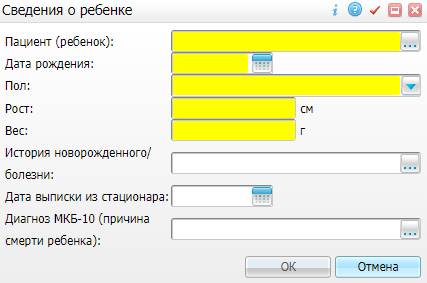 Сведения о ребенке
Пациент (ребенок):
Дата рождения:
Пол:
Рост: см
Вес: г
История новорожденного/
болезни:
Дата выписки из стационара:
Диагноз МКБ-10 (причина
смерти ребенка):
ОК Отмена